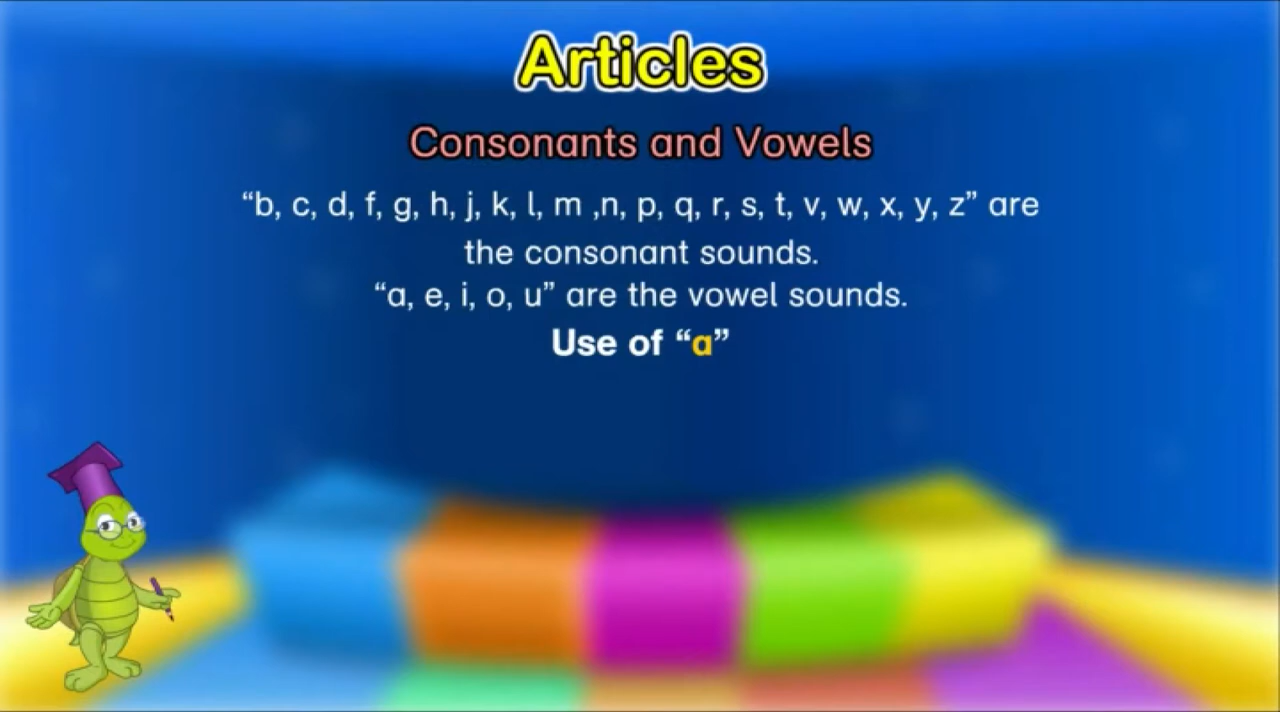 Articles
Consonants and Vowels
“b, c, d, f, g, h, j, k, l, m ,n, p, q, r, s, t, v, w, x, y, z” are
the consonant sounds.
“a, e, i, o, u” are the vowel sounds.
Use of “a”